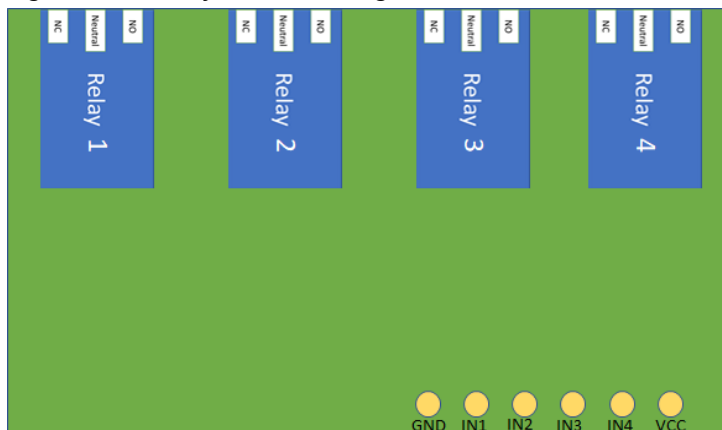 NC Neutral NO NC Neutral NO NC Neutral NO NC Neutral NO
Relay 1 Relay 2 Relay 3 Relay 4
GND IN1 IN2 IN3 IN4 VCC